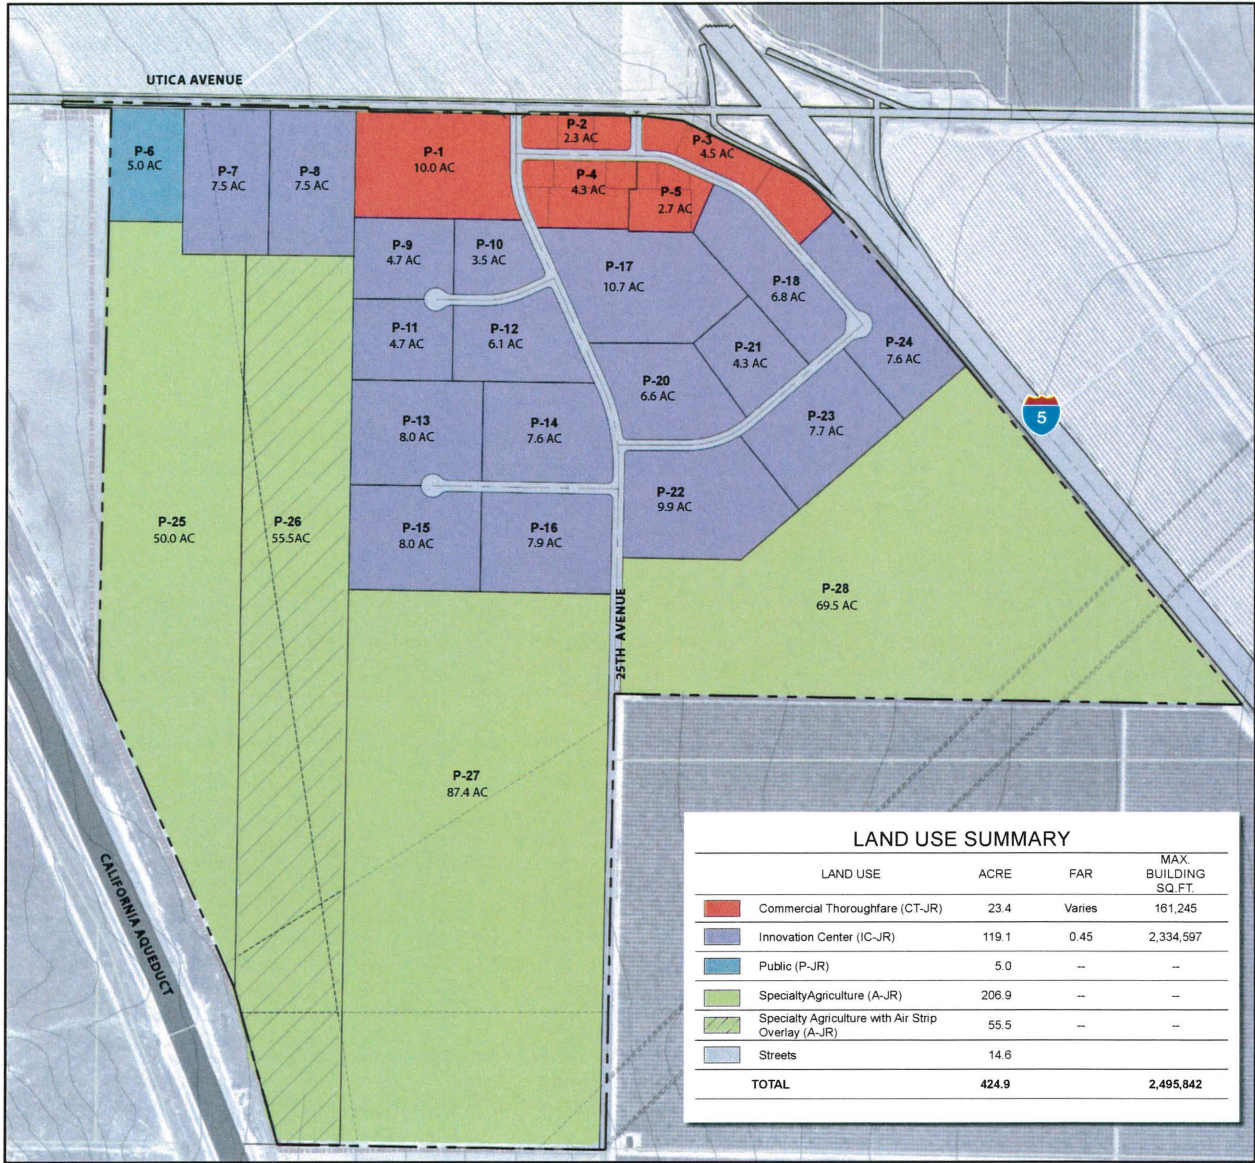 UTICA AVENUE
P-6
5.0 AC
P-7
7.5 AC
P-8
7.5 AC
P-1
10.0 AC
P-2
2.3 AC
P-3
4.5 AC
P-4
4.3 AC
P-5
2.7 AC
P-9
4.7 AC
P-10
3.5 AC
P-17
10.7 AC
P-18
6.8 AC
P-11
4.7 AC
P-12
6.1 AC
P-21
4.3 AC
P-24
7.6 AC
P-20
6.6 AC
P-13
8.0 AC
P-14
7.6 AC
P-23
7.7 AC
5
P-22
9.9 AC
P-25
50.0 AC
P-26
55.5AC
P-15
8.0 AC
P-16
7.9 AC
P-28
69.5 AC
25TH AVENUE
P-27
87.4 AC
CALIFORNIA AQUEDUCT
LAND USE SUMMARY
LAND USE ACRE FAR MAX.
BUILDING
SQ.FT.
Commercial Thoroughfare (CT-JR) 23.4 Varies 161,245
Innovation Center (IC-JR) 119.1 0.45 2,334,597
Public (P-JR) 5.0 -- --
SpecialtyAgriculture (A-JR) 206.9 -- --
Specialty Agriculture with Air Strip
Overlay (A-JR) 55.5 -- --
Streets 14.6
TOTAL 424.9 2,495,842